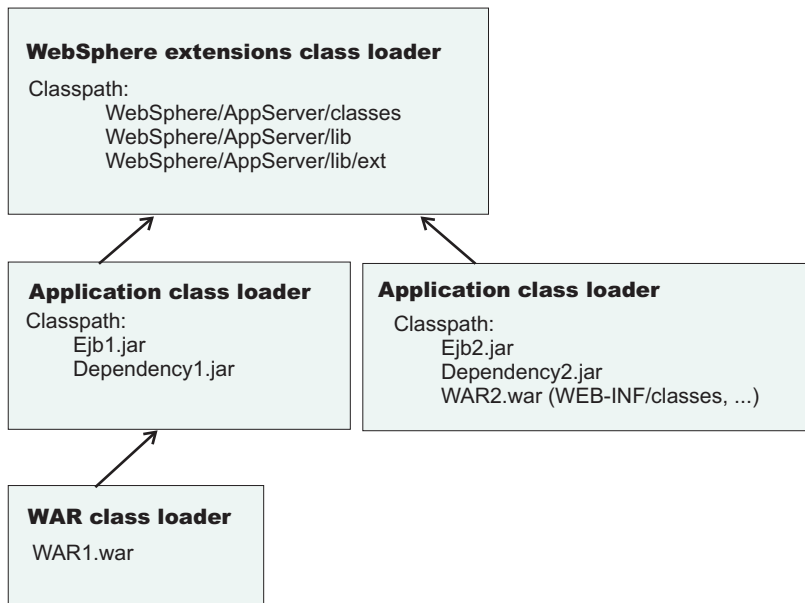 WebSphere extensions class loader
Classpath:
WebSphere/AppServer/classes
WebSphere/AppServer/lib
WebSphere/AppServer/lib/ext
Application class loader
Classpath:
Ejb1.jar
Dependency1.jar
Application class loader
Classpath:
Ejb2.jar
Dependency2.jar
WAR2.war (WEB-INF/classes, ...)
WAR class loader
WAR1.war